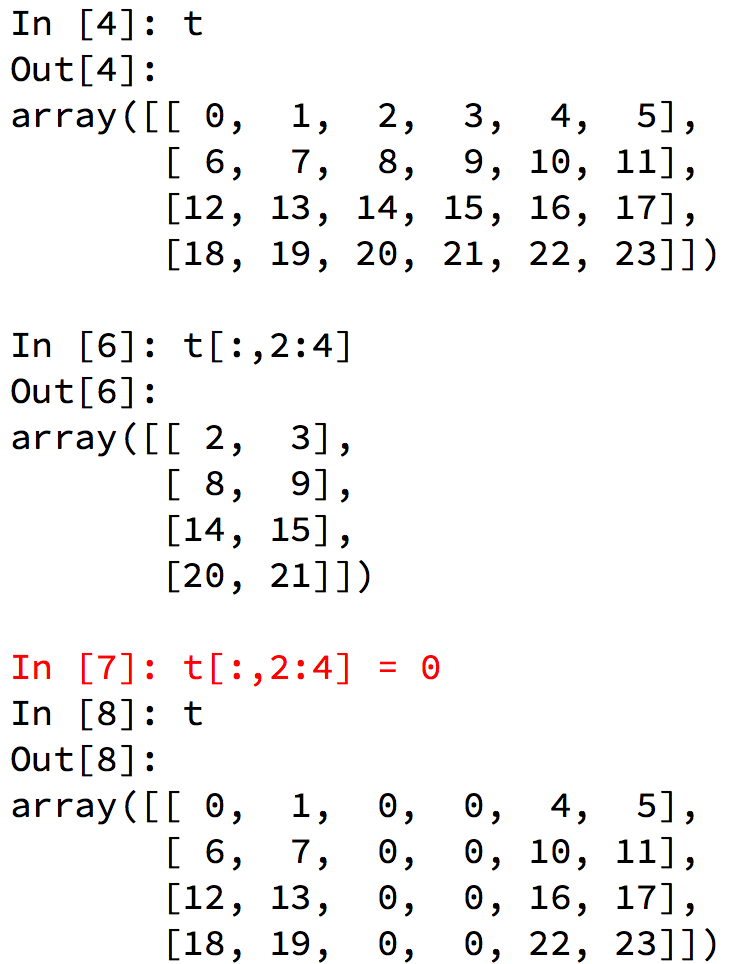 In [4]: t
Out[4]:
array([[ 0,  1,  2,  3,  4,  5],
       [ 6,  7,  8,  9, 10, 11],
       [12, 13, 14, 15, 16, 17],
       [18, 19, 20, 21, 22, 23]])
In [6]: t[:,2:4]
Out[6]:
array([[ 2,  3],
       [ 8,  9],
       [14, 15],
       [20, 21]])
In [7]: t[:,2:4] = 0
In [8]: t
Out[8]:
array([[ 0,  1,  0,  0,  4,  5],
       [ 6,  7,  0,  0, 10, 11],
       [12, 13,  0,  0, 16, 17],
       [18, 19,  0,  0, 22, 23]])